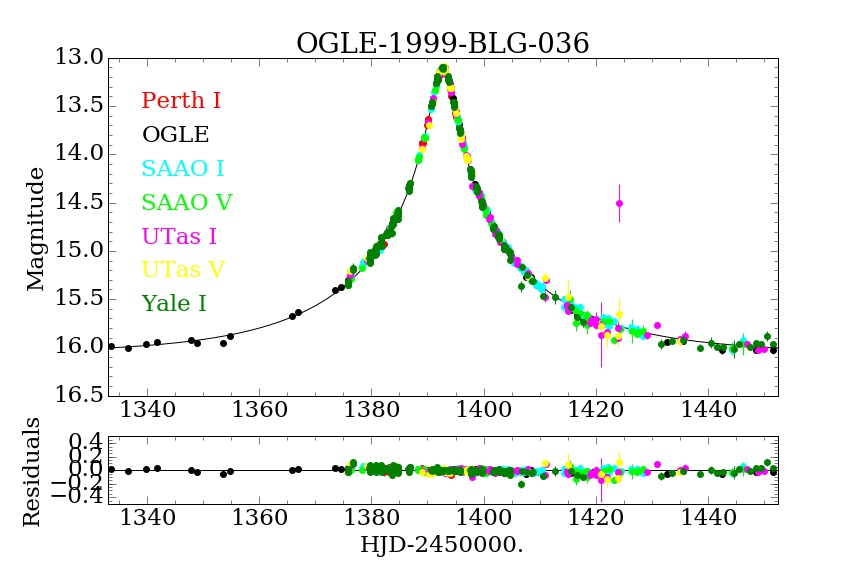 OGLE-1999-BLG-036
13.0
13.5
14.0
14.5
15.0
15.5
16.0
16.5
Magnitude
Perth I
OGLE
SAAO I
SAAO V
UTas I
UTas V
Yale I
1340 1360 1380 1400 1420 1440
0.4
0.2
0.0
−0.2
−0.4
Residuals
1340 1360 1380 1400 1420 1440
HJD-2450000.